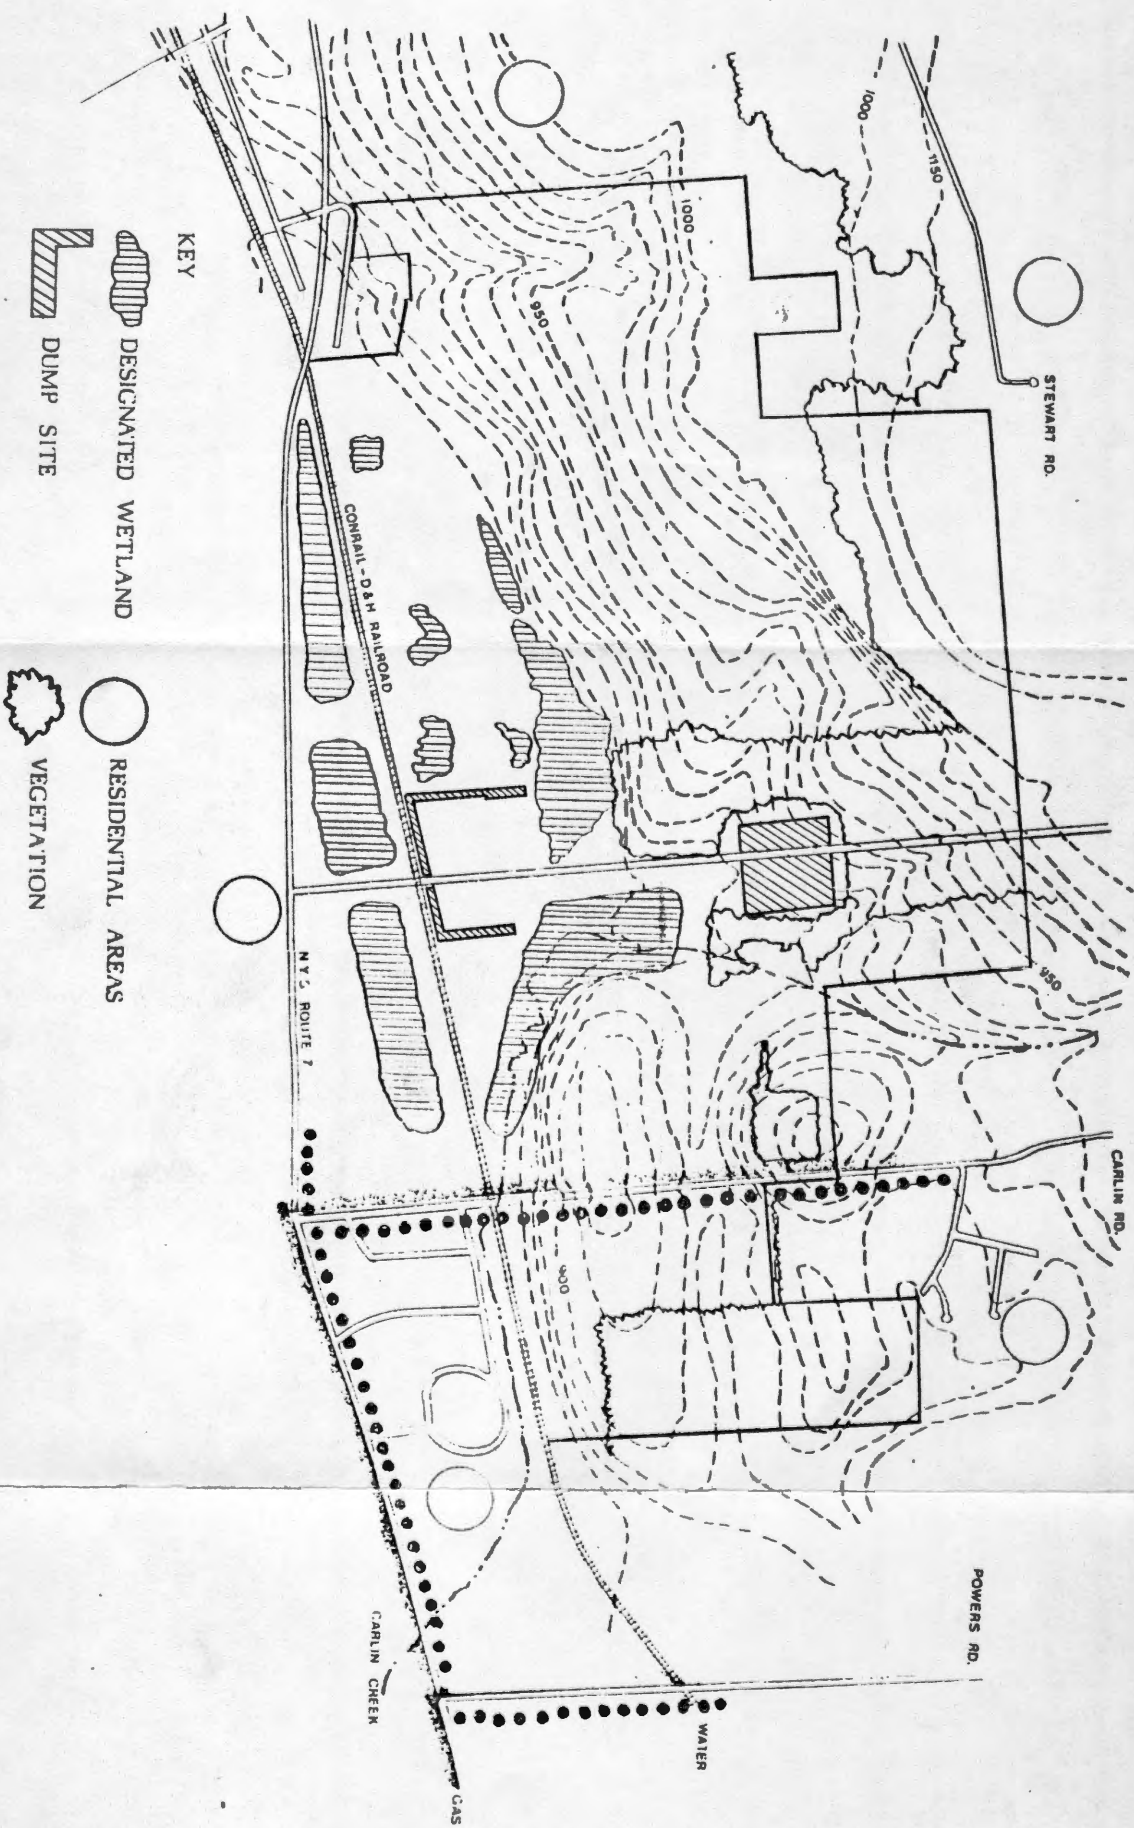 STEWART RD.
1000
1150
1000
950
CONRAIL - D & H RAILROAD
N Y S ROUTE 7
950
CARLIN RD.
900
POWERS RD.
WATER
GAS
CARLIN CREEK
KEY
DESIGNATED WETLAND
DUMP SITE
RESIDENTIAL AREAS
VEGETATION